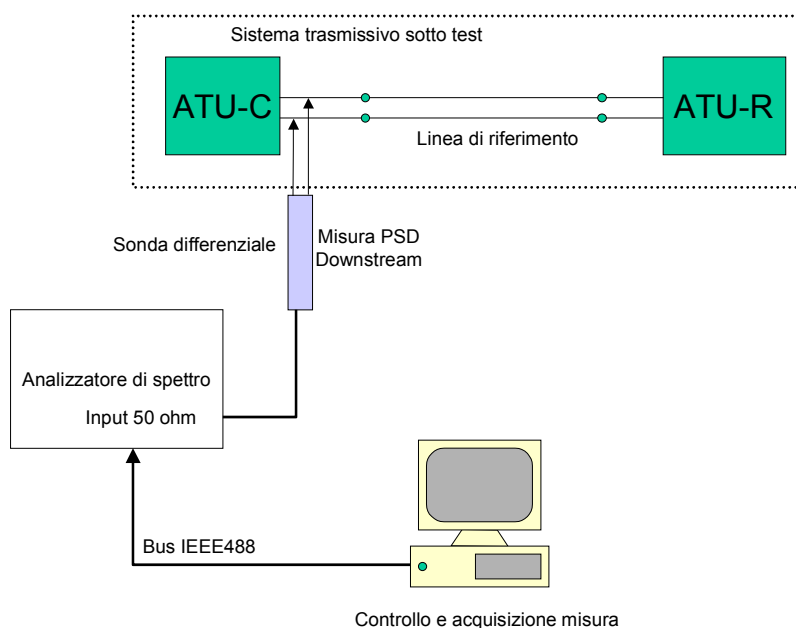 Sistema trasmissivo sotto test
ATU-C
ATU-R
Linea di riferimento
Sonda differenziale
Misura PSD
Downstream
Analizzatore di spettro
Input 50 ohm
Bus IEEE488
Controllo e acquisizione misura